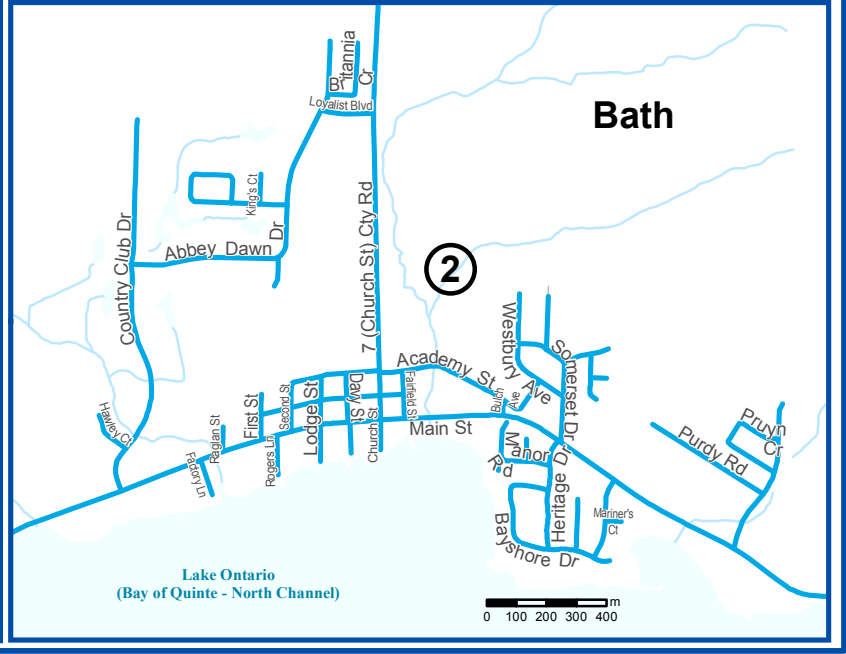 Britannia Cr
Loyalist Blvd
Bath
King's Ct
Country Club Dr
Abbey Dawn Dr
7 (Church St) Cty Rd
2
Westbury Ave
Somerset Dr
Academy St
Bulch Ave
Hawley Ct
Raglan St
First St
Second St
Lodge St
Davy St
Church St
Fairfield St
Main St
Factory Ln
Rogers Ln
Manor Rd
Heritage Dr
Bayshore Dr
Mariner's Ct
Purdy Rd
Pruyn Cr
Lake Ontario
(Bay of Quinte - North Channel)
m
0 100 200 300 400